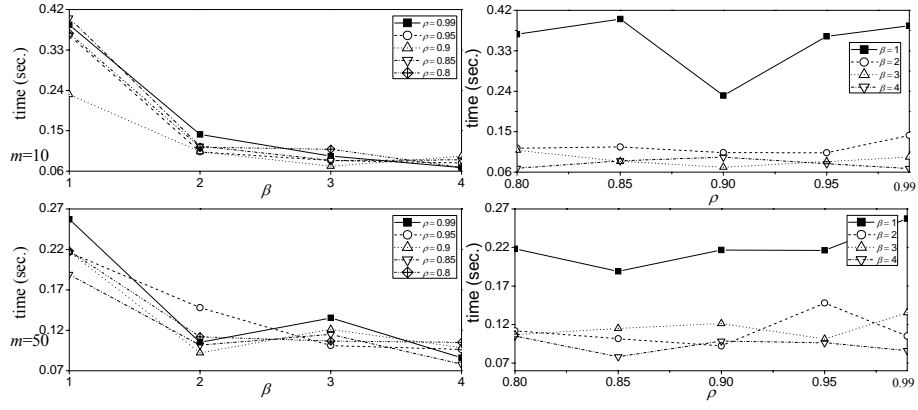 time (sec.)
m=10
0.42
0.33
0.24
0.15
0.06
1 2 3 4
β
ρ = 0.99
ρ = 0.95
ρ = 0.9
ρ = 0.85
ρ = 0.8
time (sec.)
0.42
0.33
0.24
0.15
0.06
0.80 0.85 0.90 0.95 0.99
ρ
β = 1
β = 2
β = 3
β = 4
time (sec.)
m=50
0.27
0.22
0.17
0.12
0.07
1 2 3 4
β
ρ = 0.99
ρ = 0.95
ρ = 0.9
ρ = 0.85
ρ = 0.8
time (sec.)
0.27
0.22
0.17
0.12
0.07
0.80 0.85 0.90 0.95 0.99
ρ
β = 1
β = 2
β = 3
β = 4